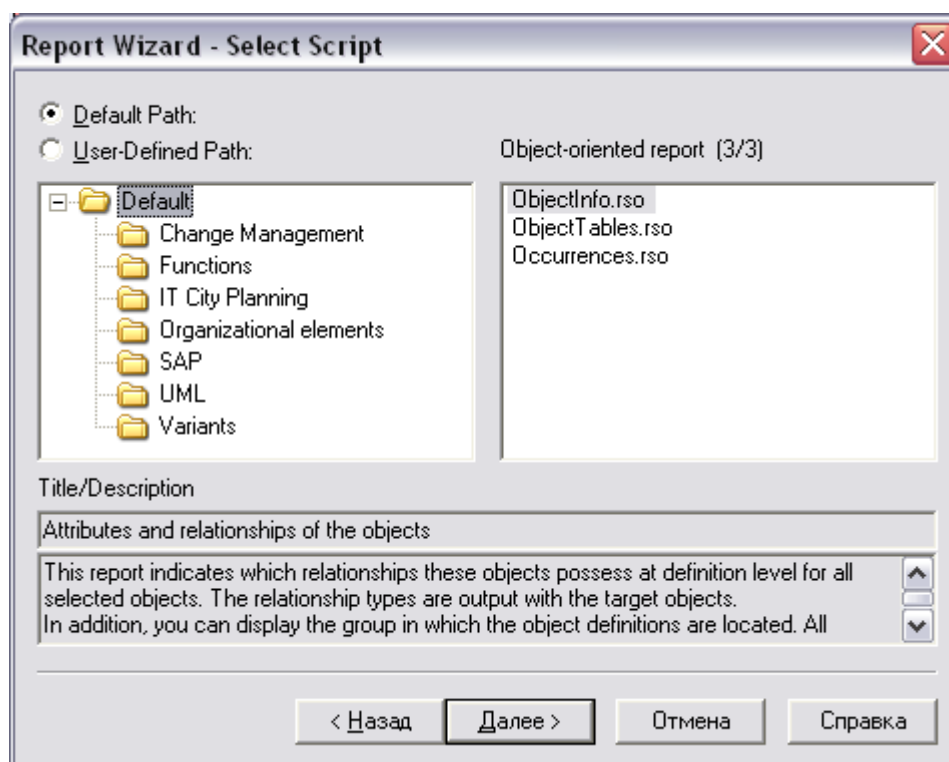 Report Wizard - Select Script
Default Path:
User-Defined Path:
Object-oriented report (3/3)
Default
Change Management
Functions
IT City Planning
Organizational elements
SAP
UML
Variants
ObjectInfo.rso
ObjectTables.rso
Occurrences.rso
Title/Description
Attributes and relationships of the objects
This report indicates which relationships these objects possess at definition level for all
selected objects. The relationship types are output with the target objects.
In addition, you can display the group in which the object definitions are located. All
< Назад
Далее >
Отмена
Справка